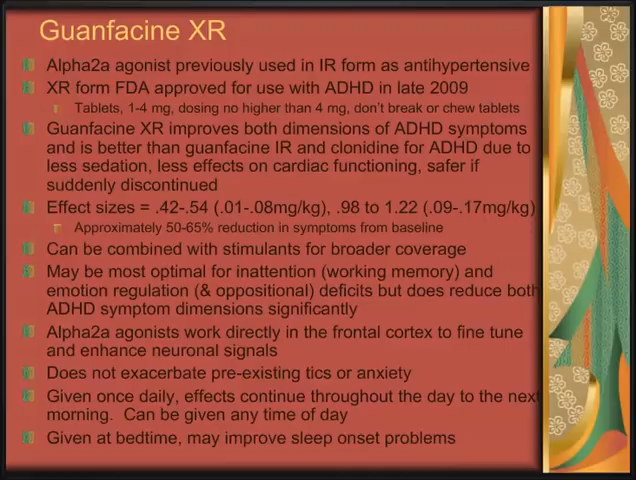 Guanfacine XR
Alpha2a agonist previously used in IR form as antihypertensive
XR form FDA approved for use with ADHD in late 2009
Tablets, 1-4 mg, dosing no higher than 4 mg, don't break or chew tablets
Guanfacine XR improves both dimensions of ADHD symptoms
and is better than guanfacine IR and clonidine for ADHD due to
less sedation, less effects on cardiac functioning, safer if
suddenly discontinued
Effect sizes = .42-.54 (.01-.08mg/kg), .98 to 1.22 (.09-.17mg/kg)
Approximately 50-65% reduction in symptoms from baseline
Can be combined with stimulants for broader coverage
May be most optimal for inattention (working memory) and
emotion regulation (& oppositional) deficits but does reduce both
ADHD symptom dimensions significantly
Alpha2a agonists work directly in the frontal cortex to fine tune
and enhance neuronal signals
Does not exacerbate pre-existing tics or anxiety
Given once daily, effects continue throughout the day to the next
morning. Can be given any time of day
Given at bedtime, may improve sleep onset problems